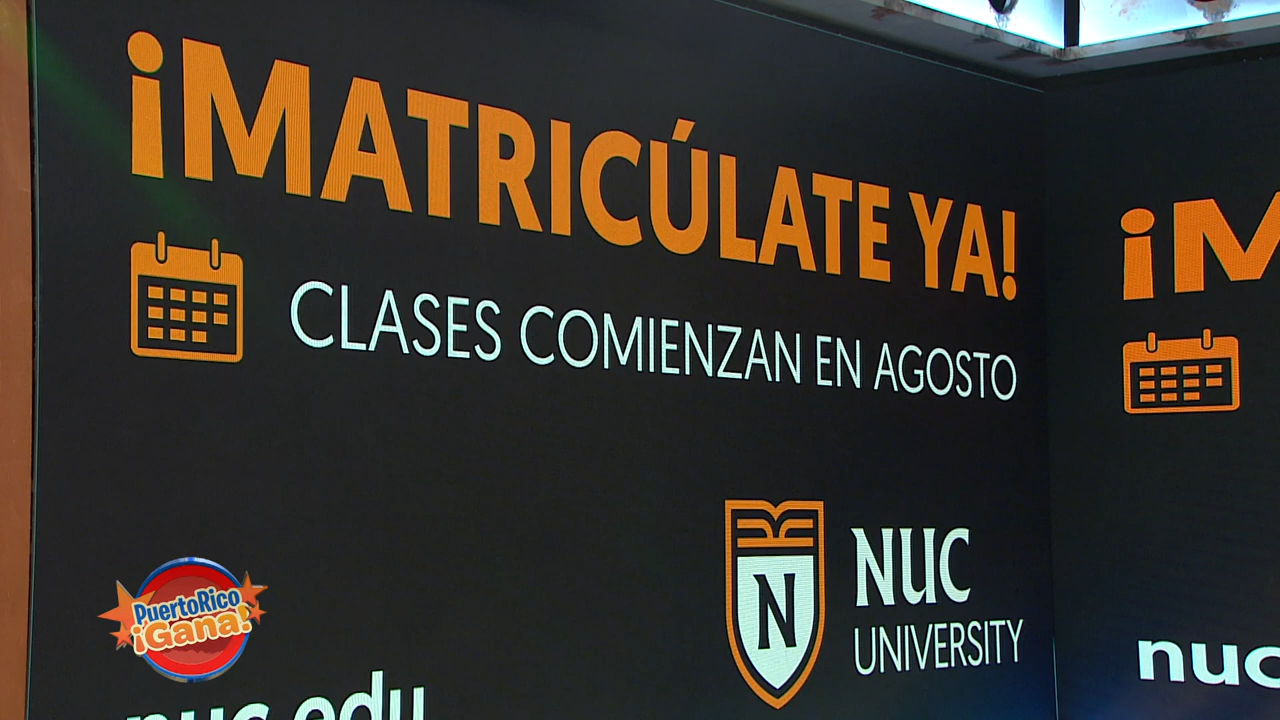 ¡MATRICÚLATE YA!
CLASES COMIENZAN EN AGOSTO
N
NUC
UNIVERSITY
PuertoRico
¡Gana!
nuc.edu
¡M
nuc